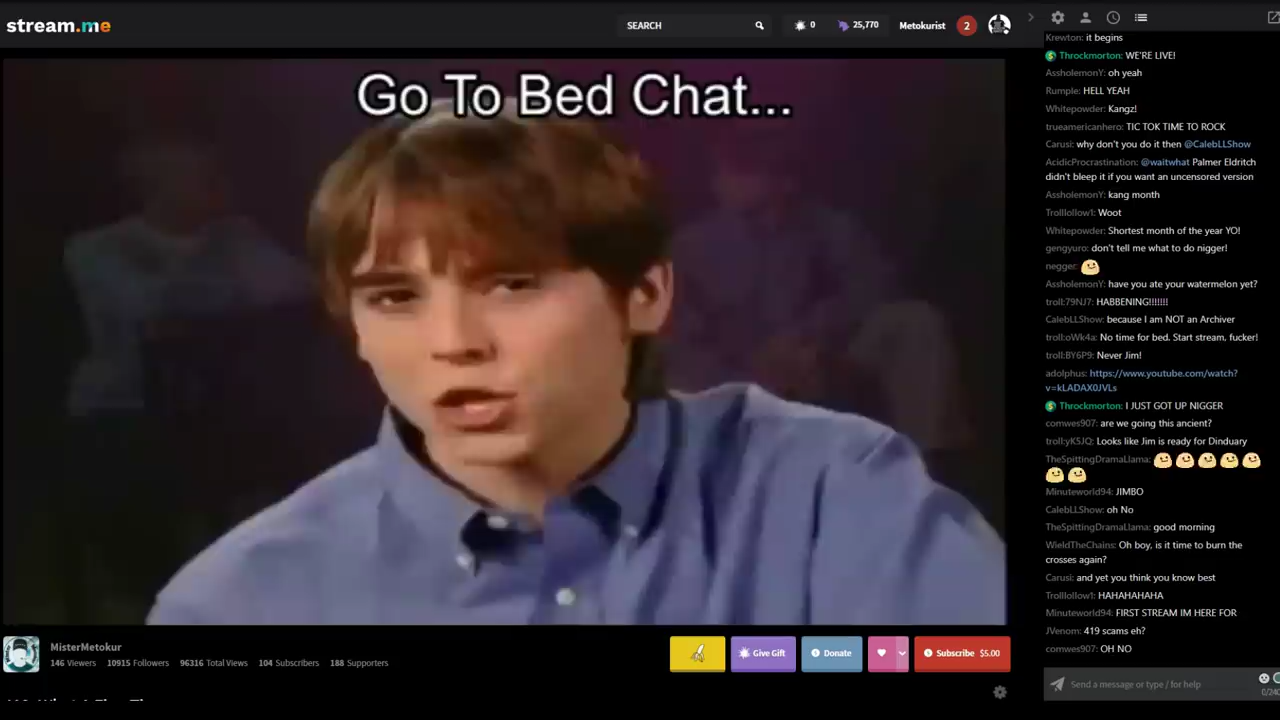 stream.me
SEARCH
0
25,770
Metokurist
2
Go To Bed Chat...
MisterMetokur
146 Viewers 10915 Followers 96316 Total Views 104 Subscribers 188 Supporters
Give Gift
Donate
Subscribe $5.00
Krewton: it begins
Throckmorton: WE'RE LIVE!
AssholemonY: oh yeah
Rumple: HELL YEAH
Whitepowder: Kangz!
trueamericanhero: TIC TOK TIME TO ROCK
Carusi: why don't you do it then @CalebLLShow
AcidicProcrastination: @waitwhat Palmer Eldritch
didn't bleep it if you want an uncensored version
AssholemonY: kang month
Trolllollow1: Woot
Whitepowder: Shortest month of the year YO!
gengyuro: don't tell me what to do nigger!
negger:
AssholemonY: have you ate your watermelon yet?
troll:79NJ7: HABBENING!!!!!!!
CalebLLShow: because I am NOT an Archiver
troll:oWk4a: No time for bed. Start stream, fucker!
troll:BY6P9: Never Jim!
adolphus: https://www.youtube.com/watch?
v=kLADAX0JVLs
Throckmorton: I JUST GOT UP NIGGER
comwes907: are we going this ancient?
troll:yK5JQ: Looks like Jim is ready for Dinduary
TheSpittingDramaLlama:
Minuteworld94: JIMBO
CalebLLShow: oh No
TheSpittingDramaLlama: good morning
WieldTheChains: Oh boy, is it time to burn the
crosses again?
Carusi: and yet you think you know best
Trolllollow1: HAHAHAHAHA
Minuteworld94: FIRST STREAM IM HERE FOR
JVenom: 419 scams eh?
comwes907: OH NO
Send a message or type / for help
0/240